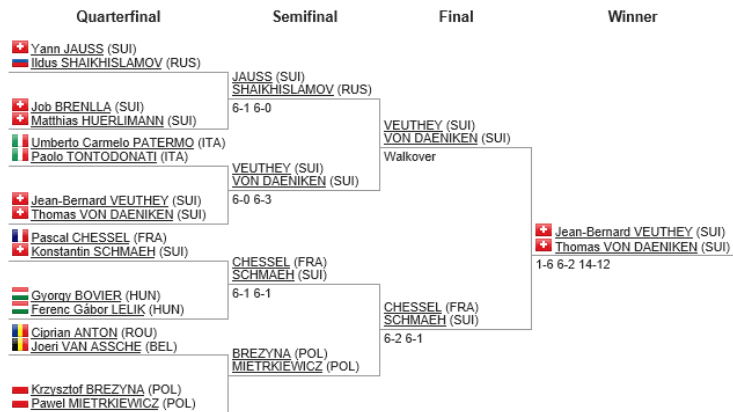 Quarterfinal Semifinal Final Winner
Yann JAUSS (SUI)
Ildus SHAIKHISLAMOV (RUS)
JAUSS (SUI)
SHAIKHISLAMOV (RUS)
6-1 6-0
Job BRENLLA (SUI)
Matthias HUERLIMANN (SUI)
VEUTHEY (SUI)
VON DAENIKEN (SUI)
Walkover
Umberto Carmelo PATERMO (ITA)
Paolo TONTODONATI (ITA)
VEUTHEY (SUI)
VON DAENIKEN (SUI)
6-0 6-3
Jean-Bernard VEUTHEY (SUI)
Thomas VON DAENIKEN (SUI)
Jean-Bernard VEUTHEY (SUI)
Thomas VON DAENIKEN (SUI)
1-6 6-2 14-12
Pascal CHESSEL (FRA)
Konstantin SCHMAEH (SUI)
CHESSEL (FRA)
SCHMAEH (SUI)
6-1 6-1
Gyorgy BOVIER (HUN)
Ferenc Gábor LELIK (HUN)
CHESSEL (FRA)
SCHMAEH (SUI)
6-2 6-1
Ciprian ANTON (ROU)
Joeri VAN ASSCHE (BEL)
BREZYNA (POL)
MIETRKIEWICZ (POL)
Krzysztof BREZYNA (POL)
Pawel MIETRKIEWICZ (POL)